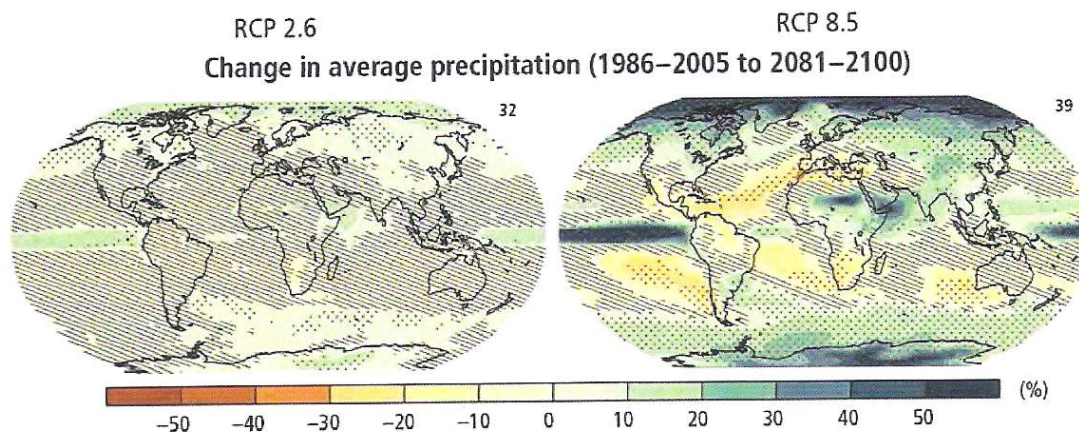 RCP 2.6 RCP 8.5
Change in average precipitation (1986–2005 to 2081–2100)
32 39
−50 −40 −30 −20 −10 0 10 20 30 40 50 (%)